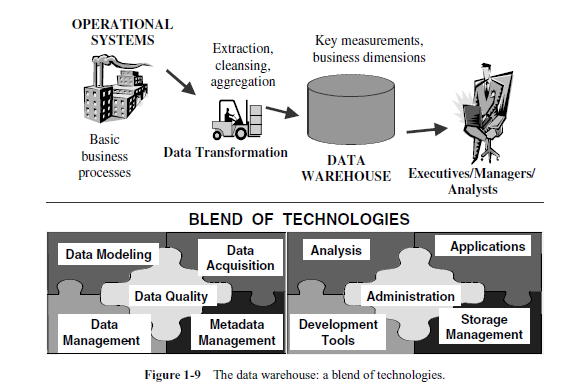 OPERATIONAL
SYSTEMS
Extraction,
cleansing,
aggregation
Key measurements,
business dimensions
Basic
business
processes
Data Transformation
DATA
WAREHOUSE
Executives/Managers/
Analysts
BLEND OF TECHNOLOGIES
Data Modeling
Data
Acquisition
Analysis
Applications
Data Quality
Administration
Data
Management
Metadata
Management
Development
Tools
Storage
Management
Figure 1-9 The data warehouse: a blend of technologies.